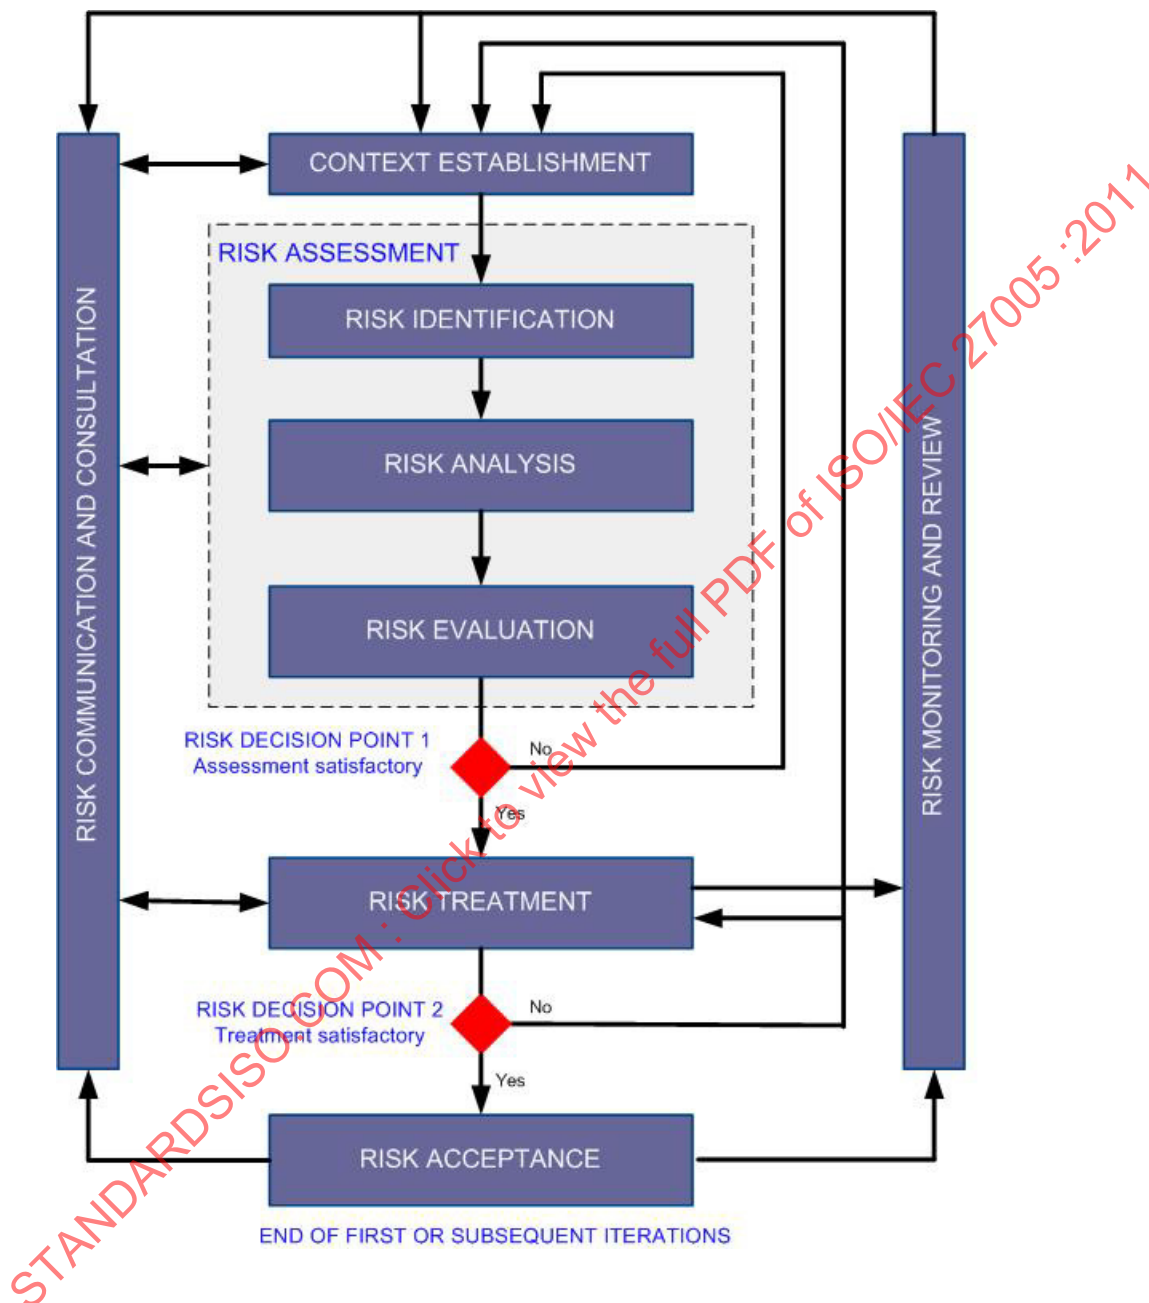 CONTEXT ESTABLISHMENT
RISK ASSESSMENT
RISK IDENTIFICATION
RISK ANALYSIS
RISK EVALUATION
RISK DECISION POINT 1
Assessment satisfactory
No
Yes
RISK TREATMENT
RISK DECISION POINT 2
Treatment satisfactory
No
Yes
RISK ACCEPTANCE
END OF FIRST OR SUBSEQUENT ITERATIONS
RISK COMMUNICATION AND CONSULTATION
RISK MONITORING AND REVIEW
STANDARDSISO.COM : Click to view the full PDF of ISO/IEC 27005 :2011